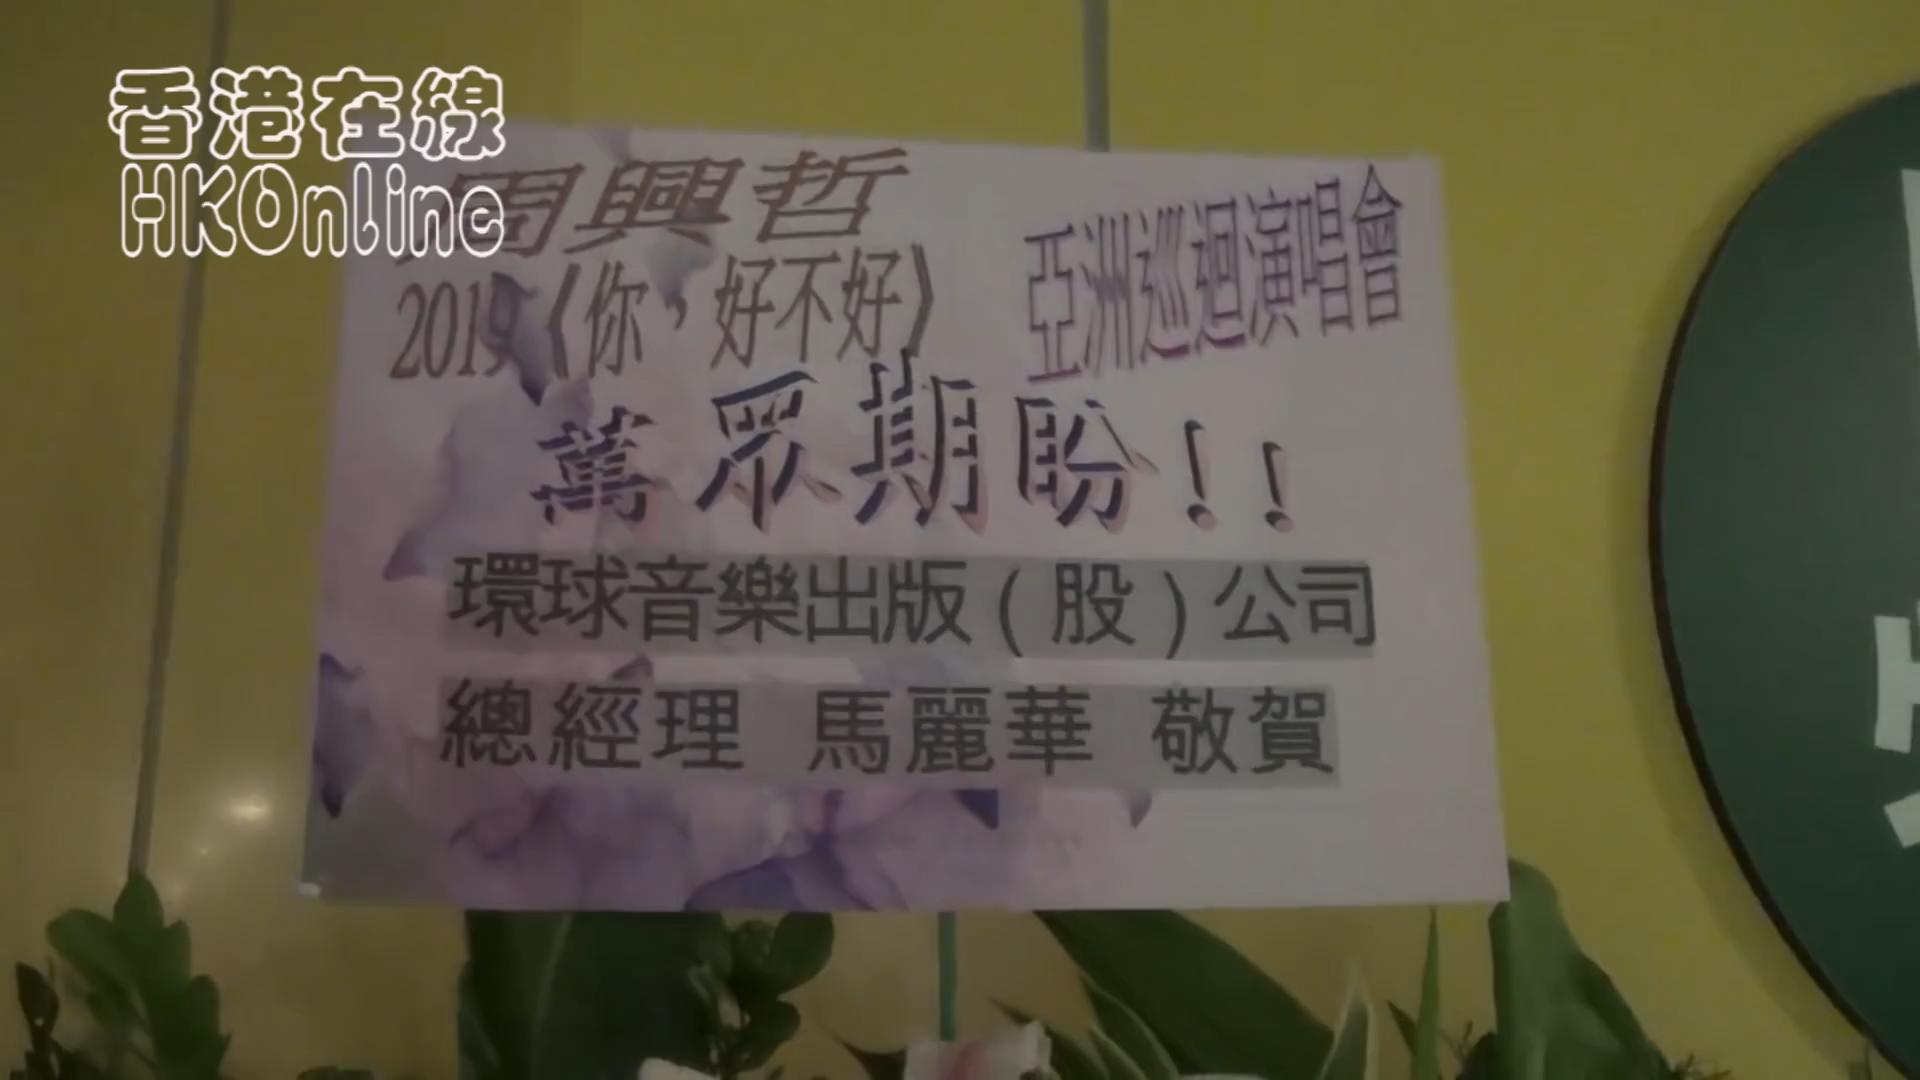 香港在線
HKOnline
周興哲
2019《你，好不好》
亞洲巡迴演唱會
萬眾期盼!!
環球音樂出版(股)公司
總經理 馬麗華 敬賀